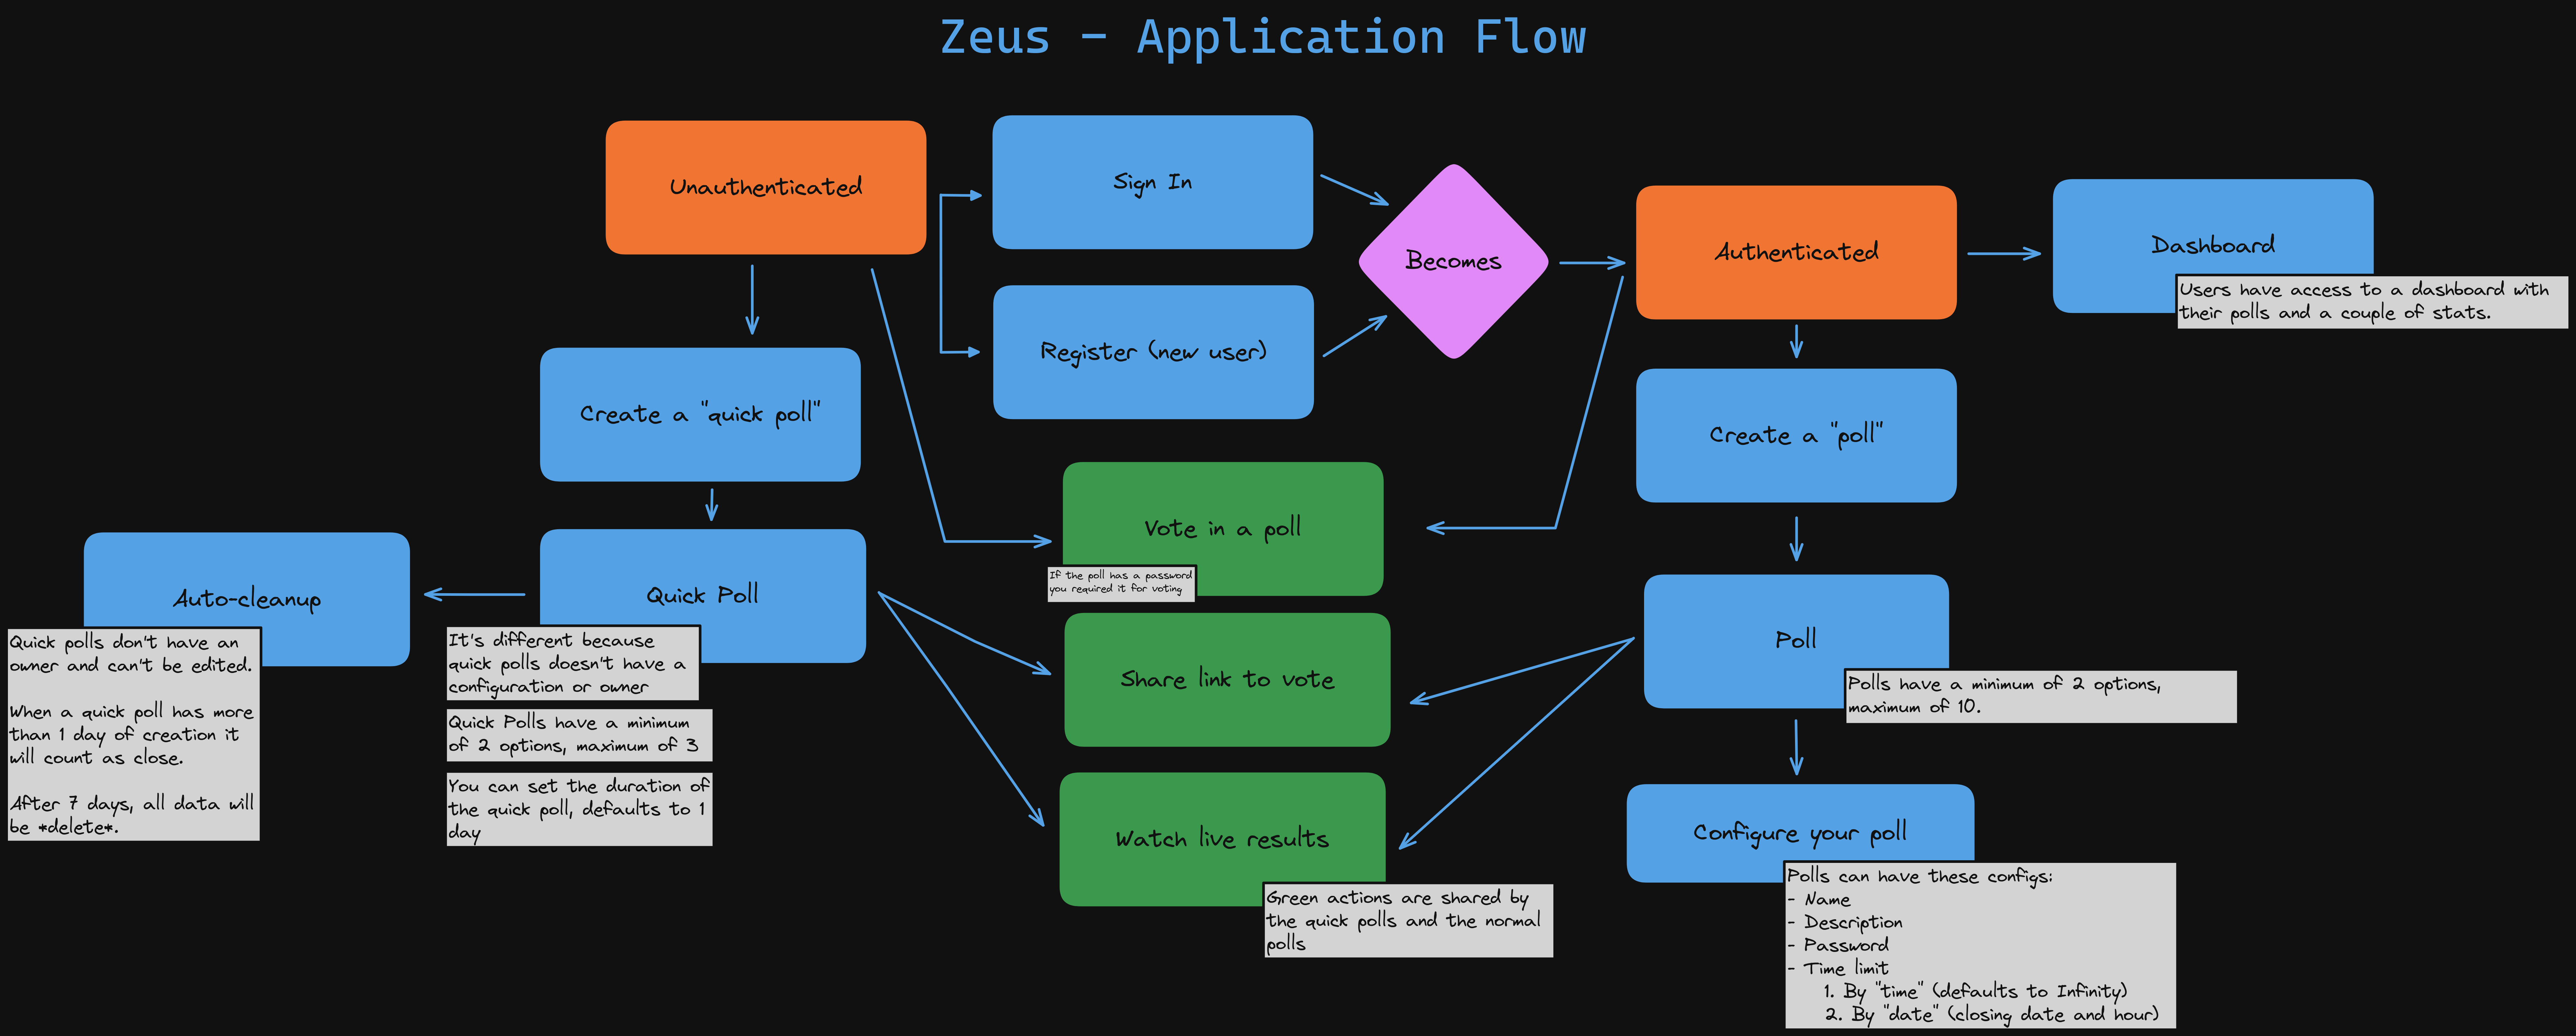 Zeus - Application Flow
Unauthenticated
Sign In
Register (new user)
Becomes
Authenticated
Dashboard
Users have access to a dashboard with
their polls and a couple of stats.
Create a "quick poll"
Create a "poll"
Vote in a poll
If the poll has a password
you required it for voting
Auto-cleanup
Quick polls don't have an
owner and can't be edited.
When a quick poll has more
than 1 day of creation it
will count as close.
After 7 days, all data will
be *delete*.
Quick Poll
It's different because
quick polls doesn't have a
configuration or owner
Quick Polls have a minimum
of 2 options, maximum of 3
You can set the duration of
the quick poll, defaults to 1
day
Share link to vote
Watch live results
Green actions are shared by
the quick polls and the normal
polls
Poll
Polls have a minimum of 2 options,
maximum of 10.
Configure your poll
Polls can have these configs:
- Name
- Description
- Password
- Time limit
1. By "time" (defaults to Infinity)
2. By "date" (closing date and hour)